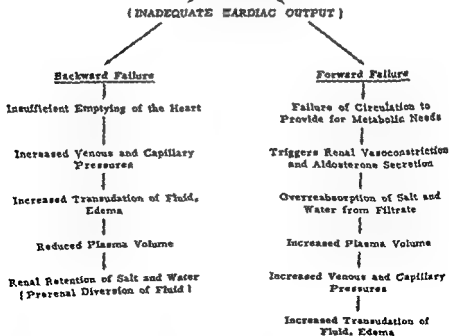 (INADEQUATE CARDIAC OUTPUT)
Backward Failure
Insufficient Emptying of the Heart
Increased Venous and Capillary
Pressures
Increased Transudation of Fluid,
Edema
Reduced Plasma Volume
Renal Retention of Salt and Water
(Prerenal Diversion of Fluid)
Forward Failure
Failure of Circulation to
Provide for Metabolic Needs
Triggers Renal Vasoconstriction
and Aldosterone Secretion
Overreabsorption of Salt and
Water from Filtrate
Increased Plasma Volume
Increased Venous and Capillary
Pressures
Increased Transudation of
Fluid, Edema